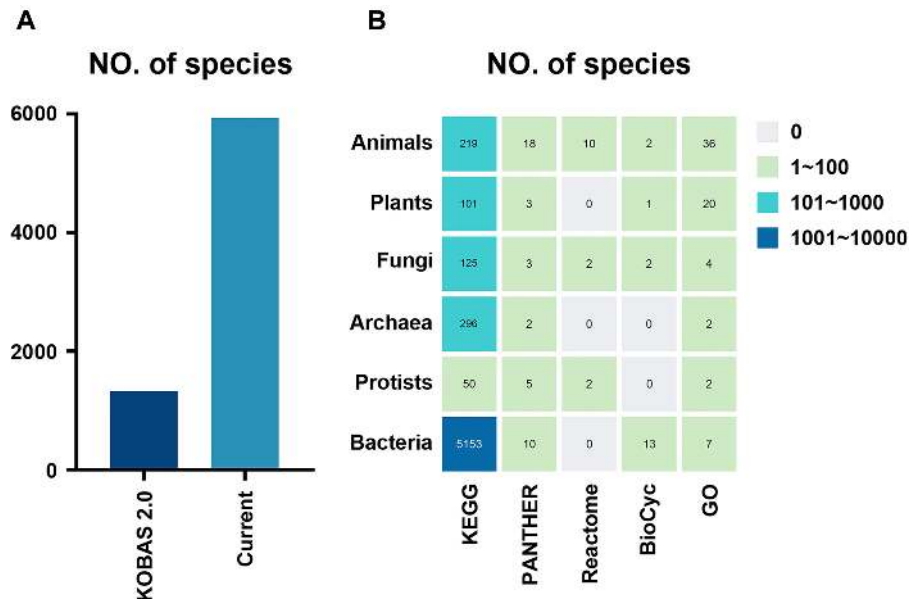 A
NO. of species
6000
4000
2000
0
KOBAS 2.0
Current
B
NO. of species
Animals 219 18 10 2 36
Plants 101 3 0 1 20
Fungi 125 3 2 2 4
Archaea 296 2 0 0 2
Protists 50 5 2 0 2
Bacteria 5153 10 0 13 7
KEGG
PANTHER
Reactome
BioCyc
GO
0
1~100
101~1000
1001~10000